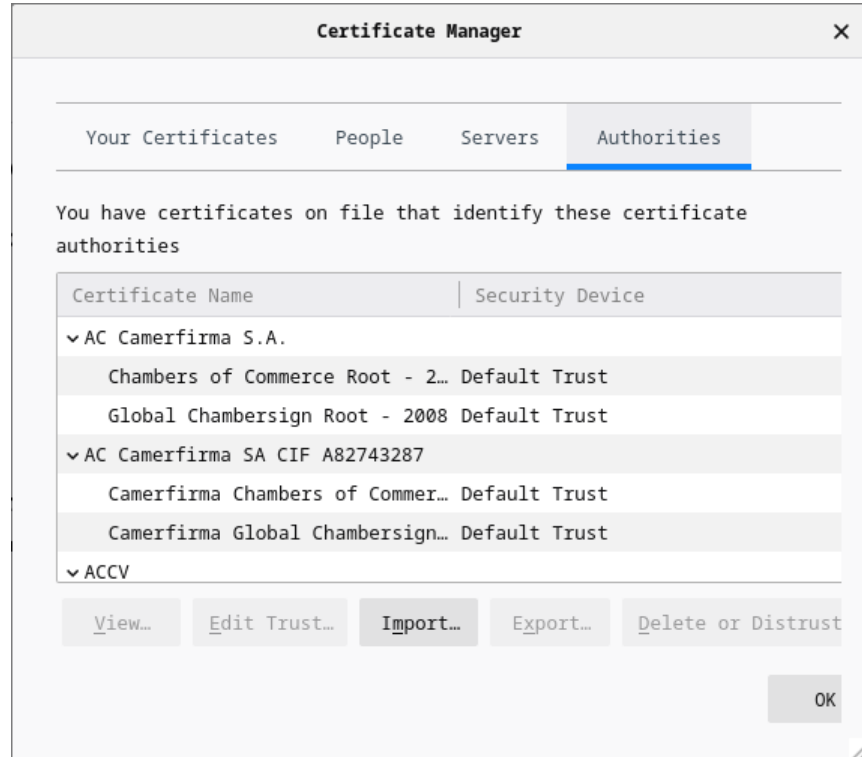 Certificate Manager
Your Certificates People Servers Authorities
You have certificates on file that identify these certificate
authorities
Certificate Name Security Device
AC Camerfirma S.A.
Chambers of Commerce Root - 2… Default Trust
Global Chambersign Root - 2008 Default Trust
AC Camerfirma SA CIF A82743287
Camerfirma Chambers of Commer… Default Trust
Camerfirma Global Chambersign… Default Trust
ACCV
View… Edit Trust… Import… Export… Delete or Distrust
OK